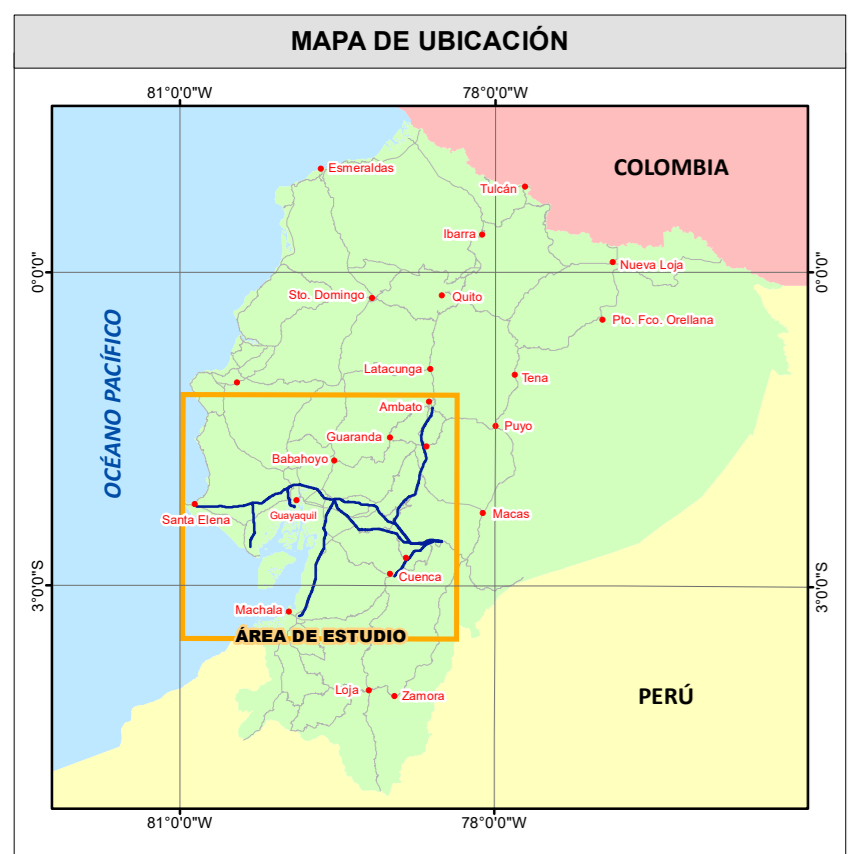 MAPA DE UBICACIÓN
81°0'0"W
78°0'0"W
Esmeraldas
COLOMBIA
Tulcán
Ibarra
Nueva Loja
0°0'0"
0°0'0"
Sto. Domingo
Quito
Pto. Fco. Orellana
OCÉANO PACÍFICO
Latacunga
Tena
Ambato
Puyo
Guaranda
Babahoyo
Macas
Guayaquil
Santa Elena
Cuenca
3°0'0"S
3°0'0"S
Machala
ÁREA DE ESTUDIO
Loja
Zamora
PERÚ
81°0'0"W
78°0'0"W